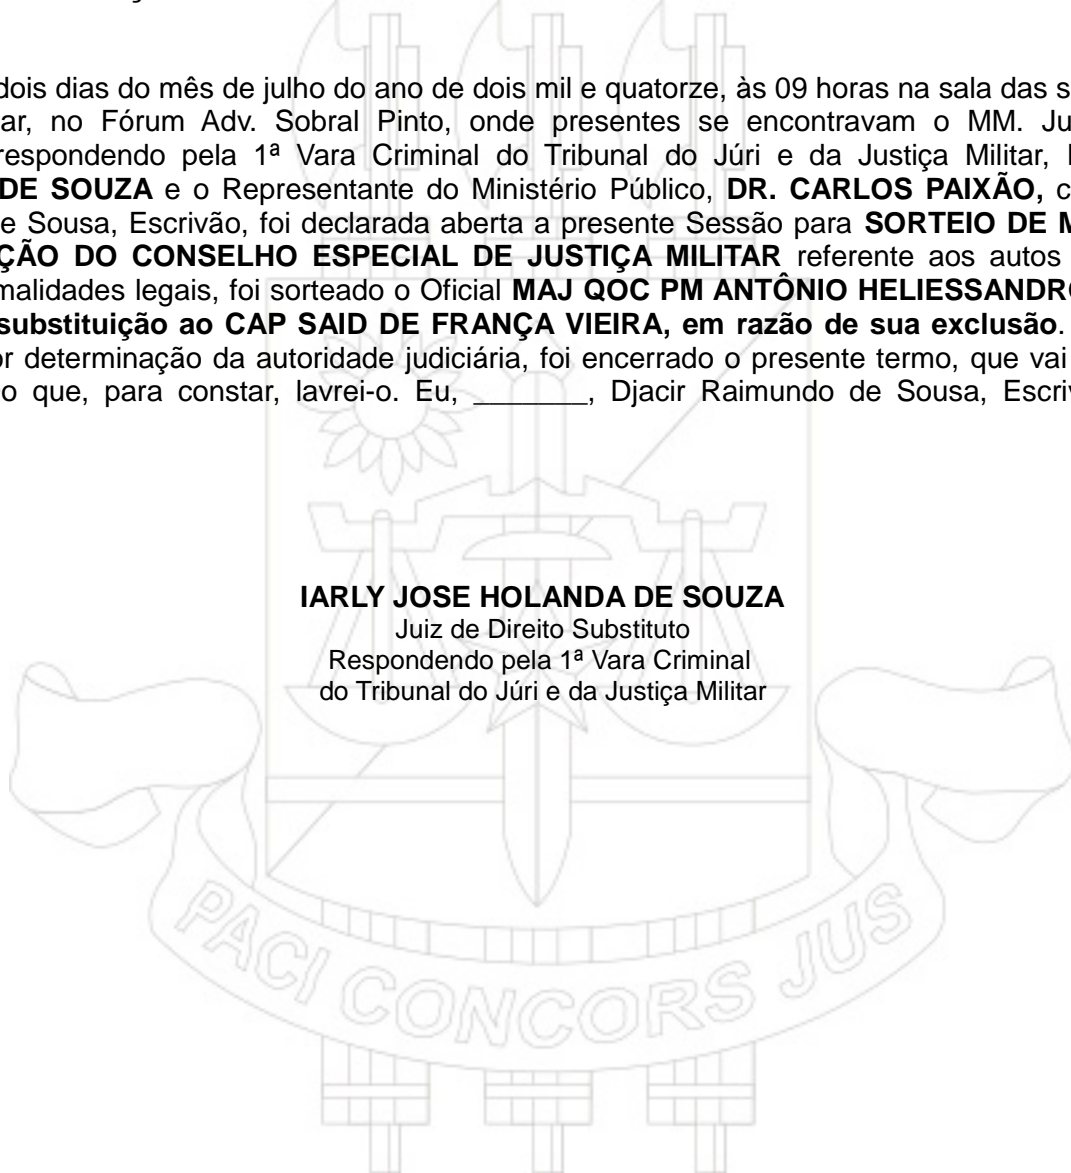 dois dias do mês de julho do ano de dois mil e quatorze, às 09 horas na sala das s
ar, no Fórum Adv. Sobral Pinto, onde presentes se encontravam o MM. Ju
respondendo pela 1ª Vara Criminal do Tribunal do Júri e da Justiça Militar,
DE SOUZA e o Representante do Ministério Público, DR. CARLOS PAIXÃO, c
e Sousa, Escrivão, foi declarada aberta a presente Sessão para SORTEIO DE M
ÇÃO DO CONSELHO ESPECIAL DE JUSTIÇA MILITAR referente aos autos
malidades legais, foi sorteado o Oficial MAJ QOC PM ANTÔNIO HELIESSANDRO
substituição ao CAP SAID DE FRANÇA VIEIRA, em razão de sua exclusão.
or determinação da autoridade judiciária, foi encerrado o presente termo, que vai
o que, para constar, lavrei-o. Eu, _______, Djacir Raimundo de Sousa, Escriv
IARLY JOSE HOLANDA DE SOUZA
Juiz de Direito Substituto
Respondendo pela 1ª Vara Criminal
do Tribunal do Júri e da Justiça Militar
PACI CONCORS JUS